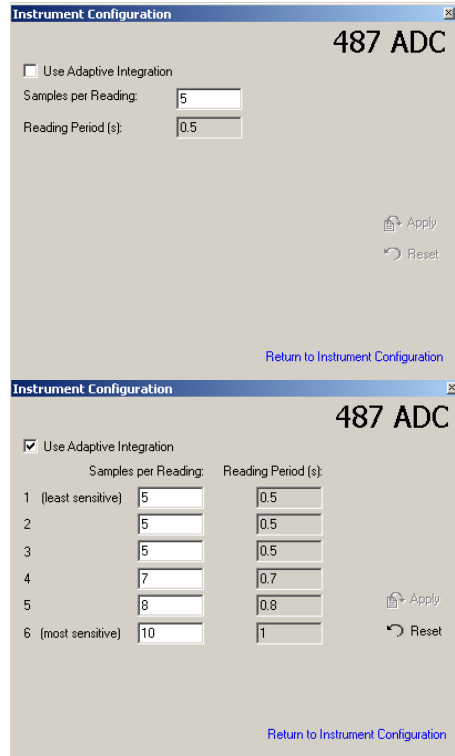 Instrument Configuration
487 ADC
Use Adaptive Integration
Samples per Reading: 5
Reading Period (s): 0.5
Apply
Reset
Return to Instrument Configuration
Instrument Configuration
487 ADC
Use Adaptive Integration
Samples per Reading: Reading Period (s):
1 (least sensitive) 5 0.5
2 5 0.5
3 5 0.5
4 7 0.7
5 8 0.8
Apply
6 (most sensitive) 10 1
Reset
Return to Instrument Configuration